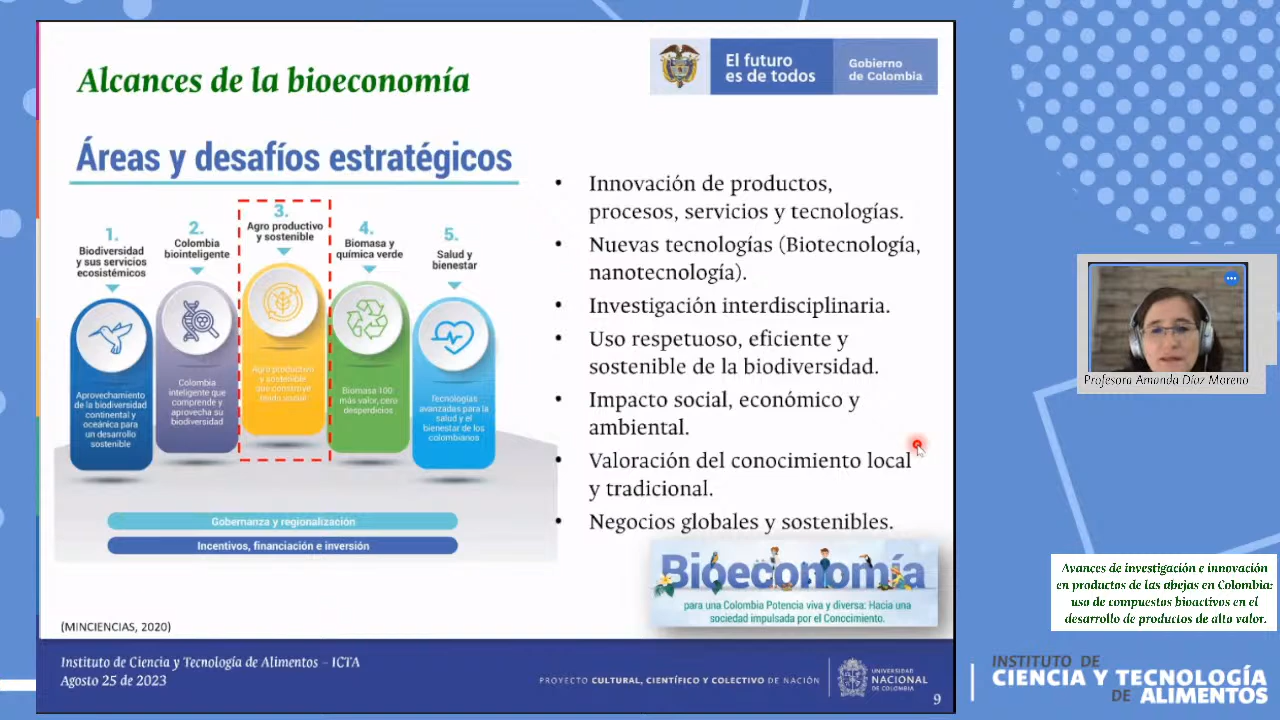 Alcances de la bioeconomía
El futuro
es de todos
Gobierno
de Colombia
Áreas y desafíos estratégicos
1.
Biodiversidad
y sus servicios
ecosistémicos
2.
Colombia
biointeligente
3.
Agro productivo
y sostenible
4.
Biomasa y
química verde
5.
Salud y
bienestar
Aprovechamiento
de la biodiversidad
continental y
oceánica para
un desarrollo
sostenible
Colombia
inteligente que
comprende y
aprovecha su
biodiversidad
Agro productivo
y sostenible
que construye
tejido social
Biomasa 100:
más valor, cero
desperdicios
Tecnologías
avanzadas para la
salud y el
bienestar de los
colombianos
Gobernanza y regionalización
Incentivos, financiación e inversión
• Innovación de productos,
procesos, servicios y tecnologías.
• Nuevas tecnologías (Biotecnología,
nanotecnología).
• Investigación interdisciplinaria.
• Uso respetuoso, eficiente y
sostenible de la biodiversidad.
• Impacto social, económico y
ambiental.
• Valoración del conocimiento local
y tradicional.
• Negocios globales y sostenibles.
Bioeconomía
para una Colombia Potencia viva y diversa: Hacia una
sociedad impulsada por el Conocimiento.
(MINCIENCIAS, 2020)
Instituto de Ciencia y Tecnología de Alimentos – ICTA
Agosto 25 de 2023
PROYECTO CULTURAL, CIENTÍFICO Y COLECTIVO DE NACIÓN
UNIVERSIDAD
NACIONAL
DE COLOMBIA
9
Profesora Amanda Díaz
Avances de investigación e innovación
en productos de las abejas en Colombia:
uso de compuestos bioactivos en el
desarrollo de productos de alto valor.
INSTITUTO DE
CIENCIA Y TECNOLOGÍA
DE ALIMENTOS